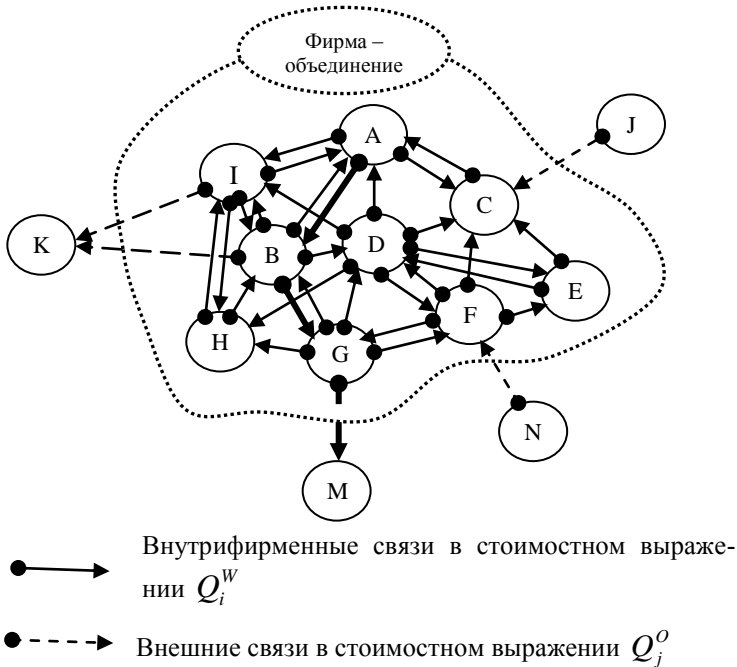 Фирма –
объединение
A
J
I
C
K
B
D
E
H
G
F
N
M
Внутрифирменные связи в стоимостном выраже-
нии Q_i^W
Внешние связи в стоимостном выражении Q_j^O